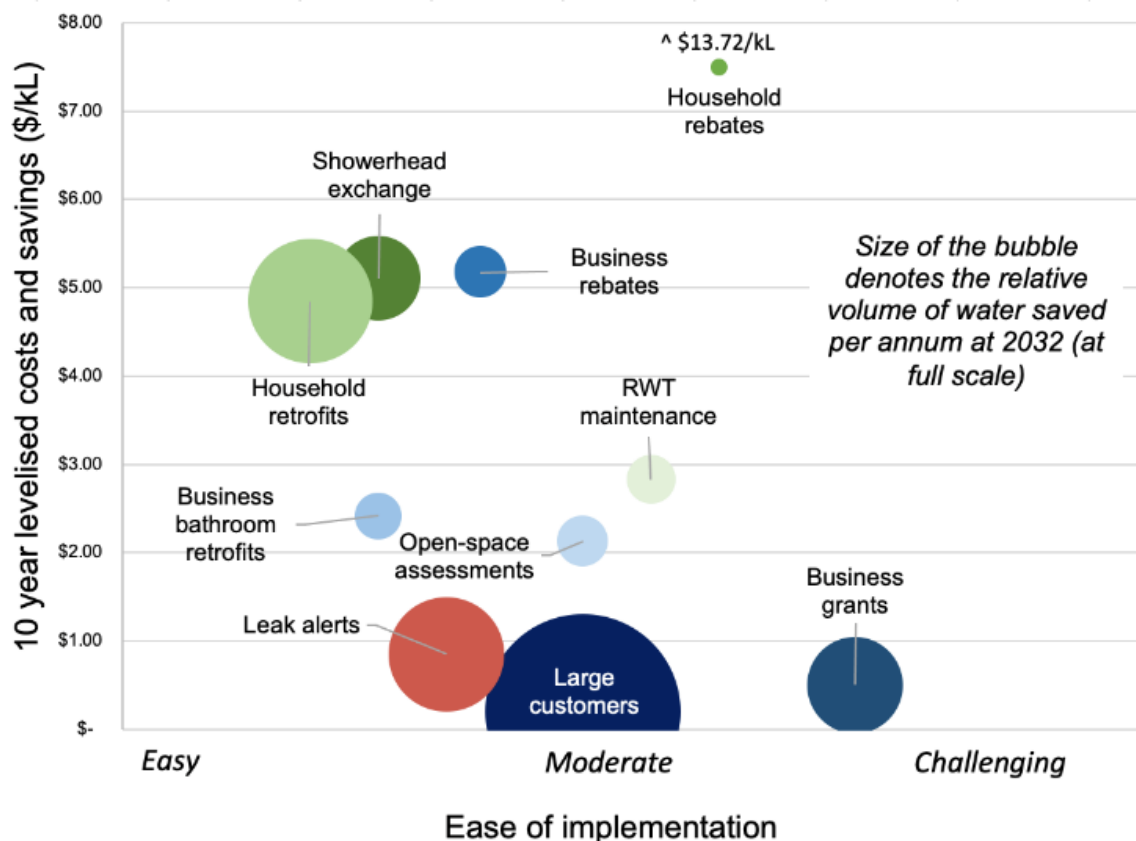 10 year levelised costs and savings ($/kL)
$8.00
$7.00
$6.00
$5.00
$4.00
$3.00
$2.00
$1.00
$-
^ $13.72/kL
Household
rebates
Showerhead
exchange
Business
rebates
Size of the bubble
denotes the relative
volume of water saved
per annum at 2032 (at
full scale)
Household
retrofits
RWT
maintenance
Business
bathroom
retrofits
Open-space
assessments
Business
grants
Leak alerts
Large
customers
Easy
Moderate
Challenging
Ease of implementation